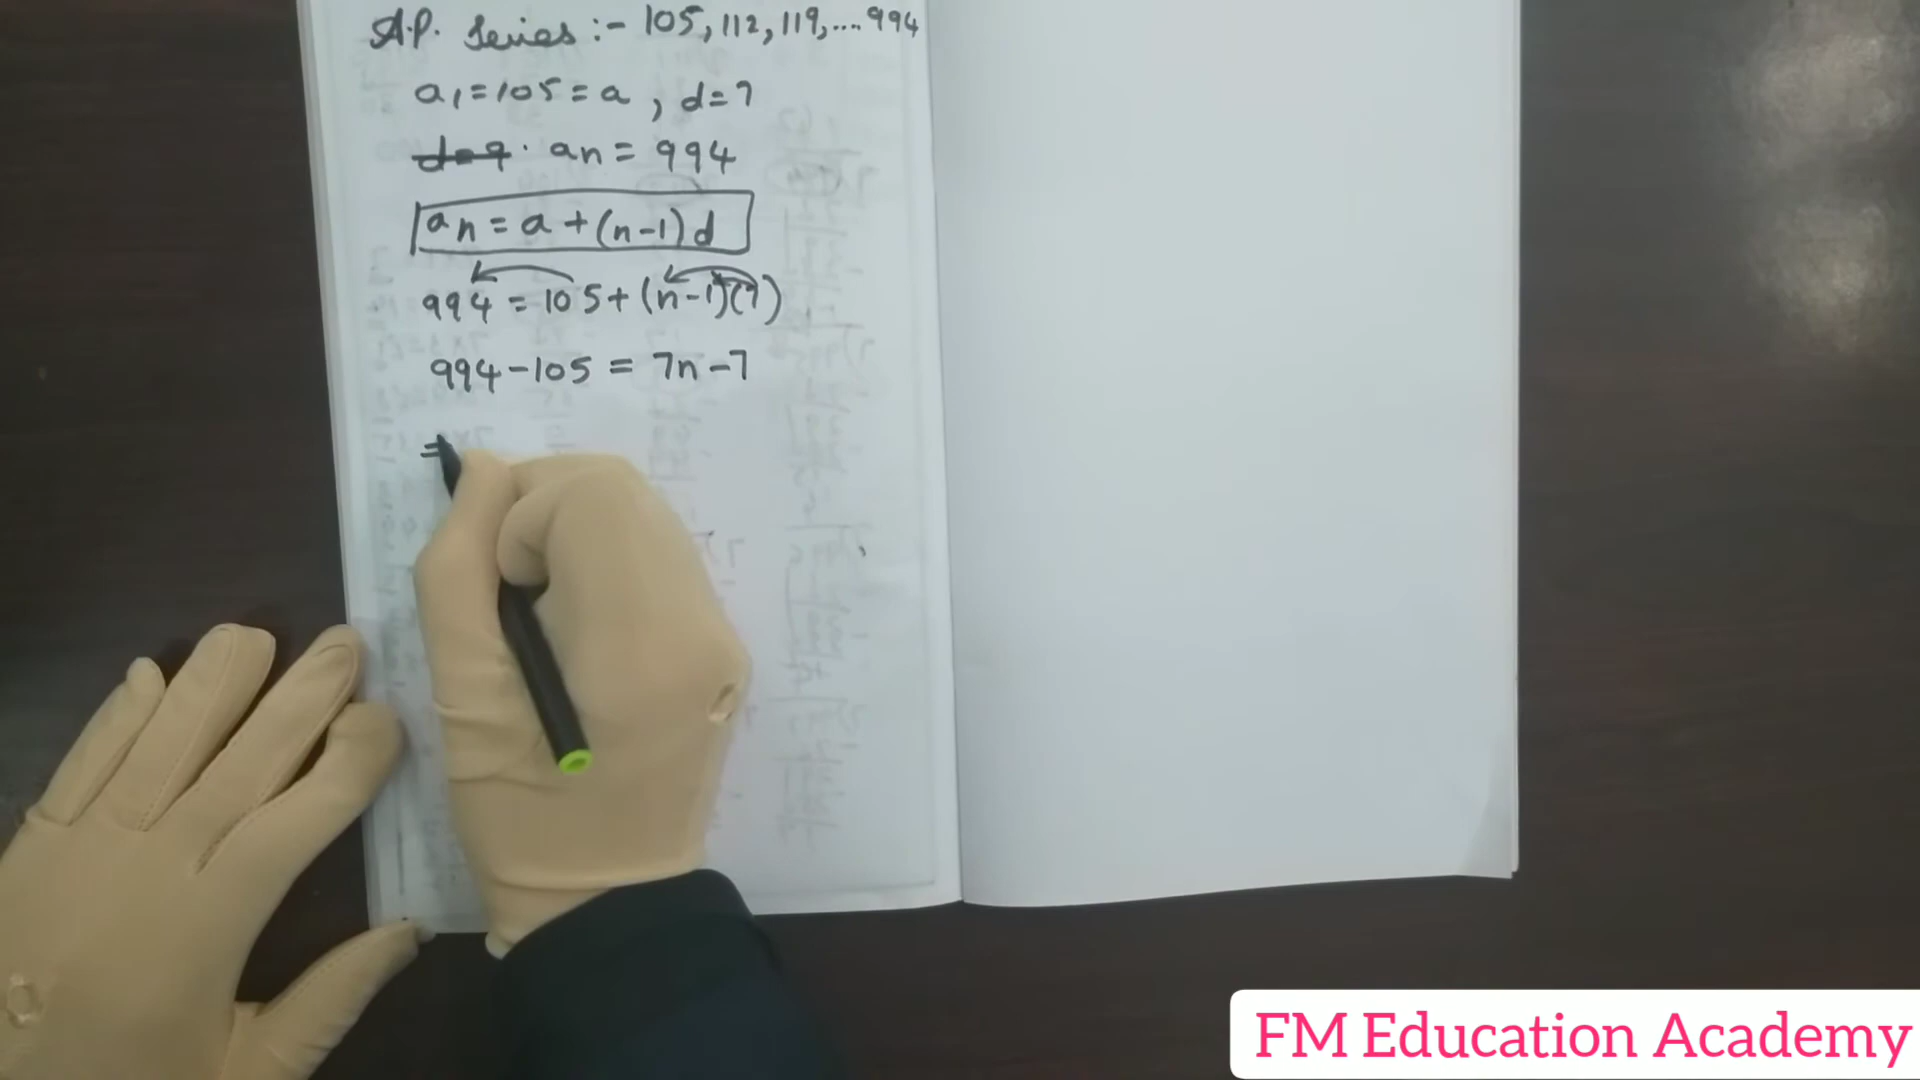 A.P. Series :- 105, 112, 119, .... 994
a1 = 105 = a , d = 7
d = 9 . an = 994
an = a + (n-1) d
994 = 105 + (n-1)(7)
994 - 105 = 7n - 7
=
FM Education Academy